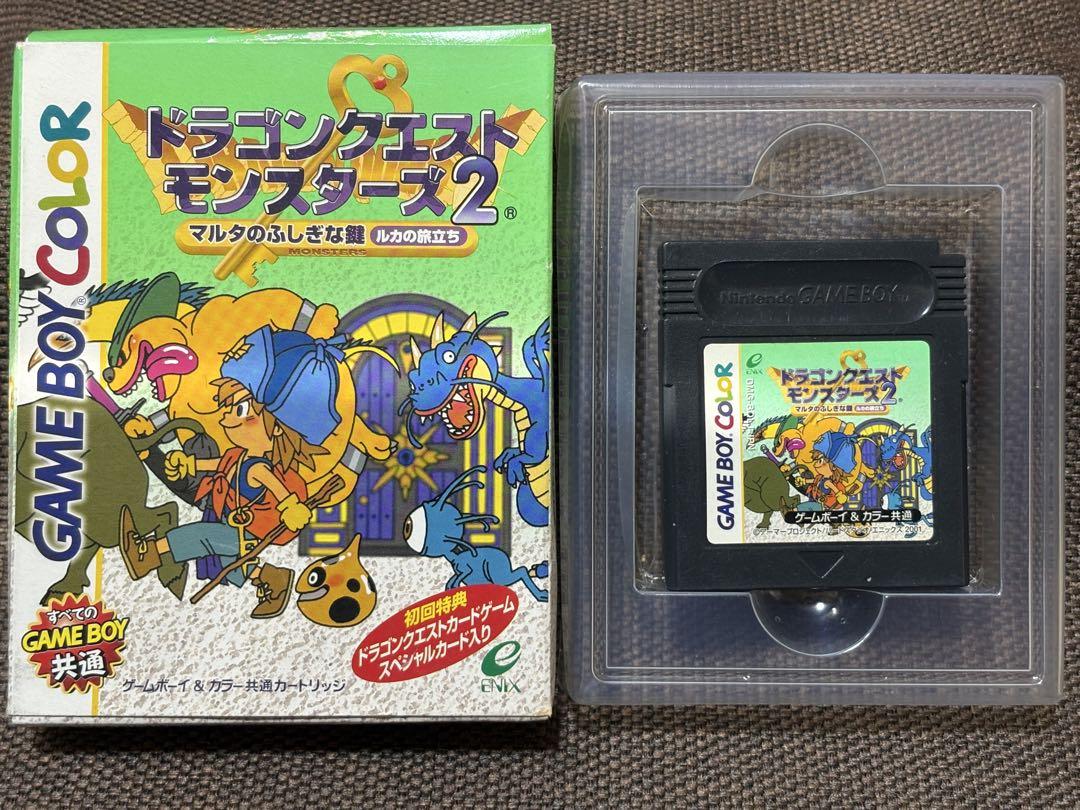 GAME BOY COLOR
ドラゴンクエスト
モンスターズ2
マルタのふしぎな鍵 ルカの旅立ち
MONSTERS
初回特典
ドラゴンクエストカードゲーム
スペシャルカード入り
すべての
GAME BOY
共通
ゲームボーイ&カラー共通カートリッジ
ENIX
Nintendo GAME BOY
GAME BOY COLOR
ENIX
ドラゴンクエスト
モンスターズ2
マルタのふしぎな鍵 ルカの旅立ち
ゲームボーイ&カラー共通
エニックス 2001